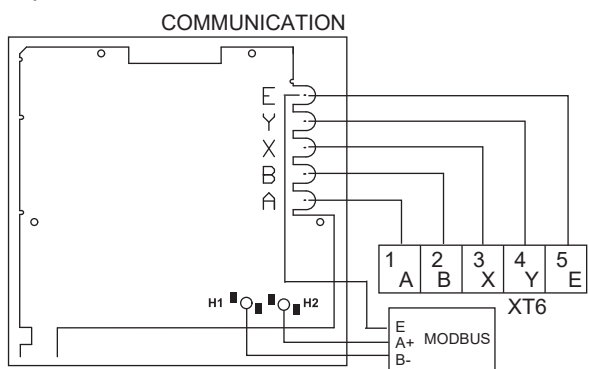 COMMUNICATION
E
Y
X
B
A
1 2 3 4 5
A B X Y E
XT6
H1 H2
E
A+ MODBUS
B-